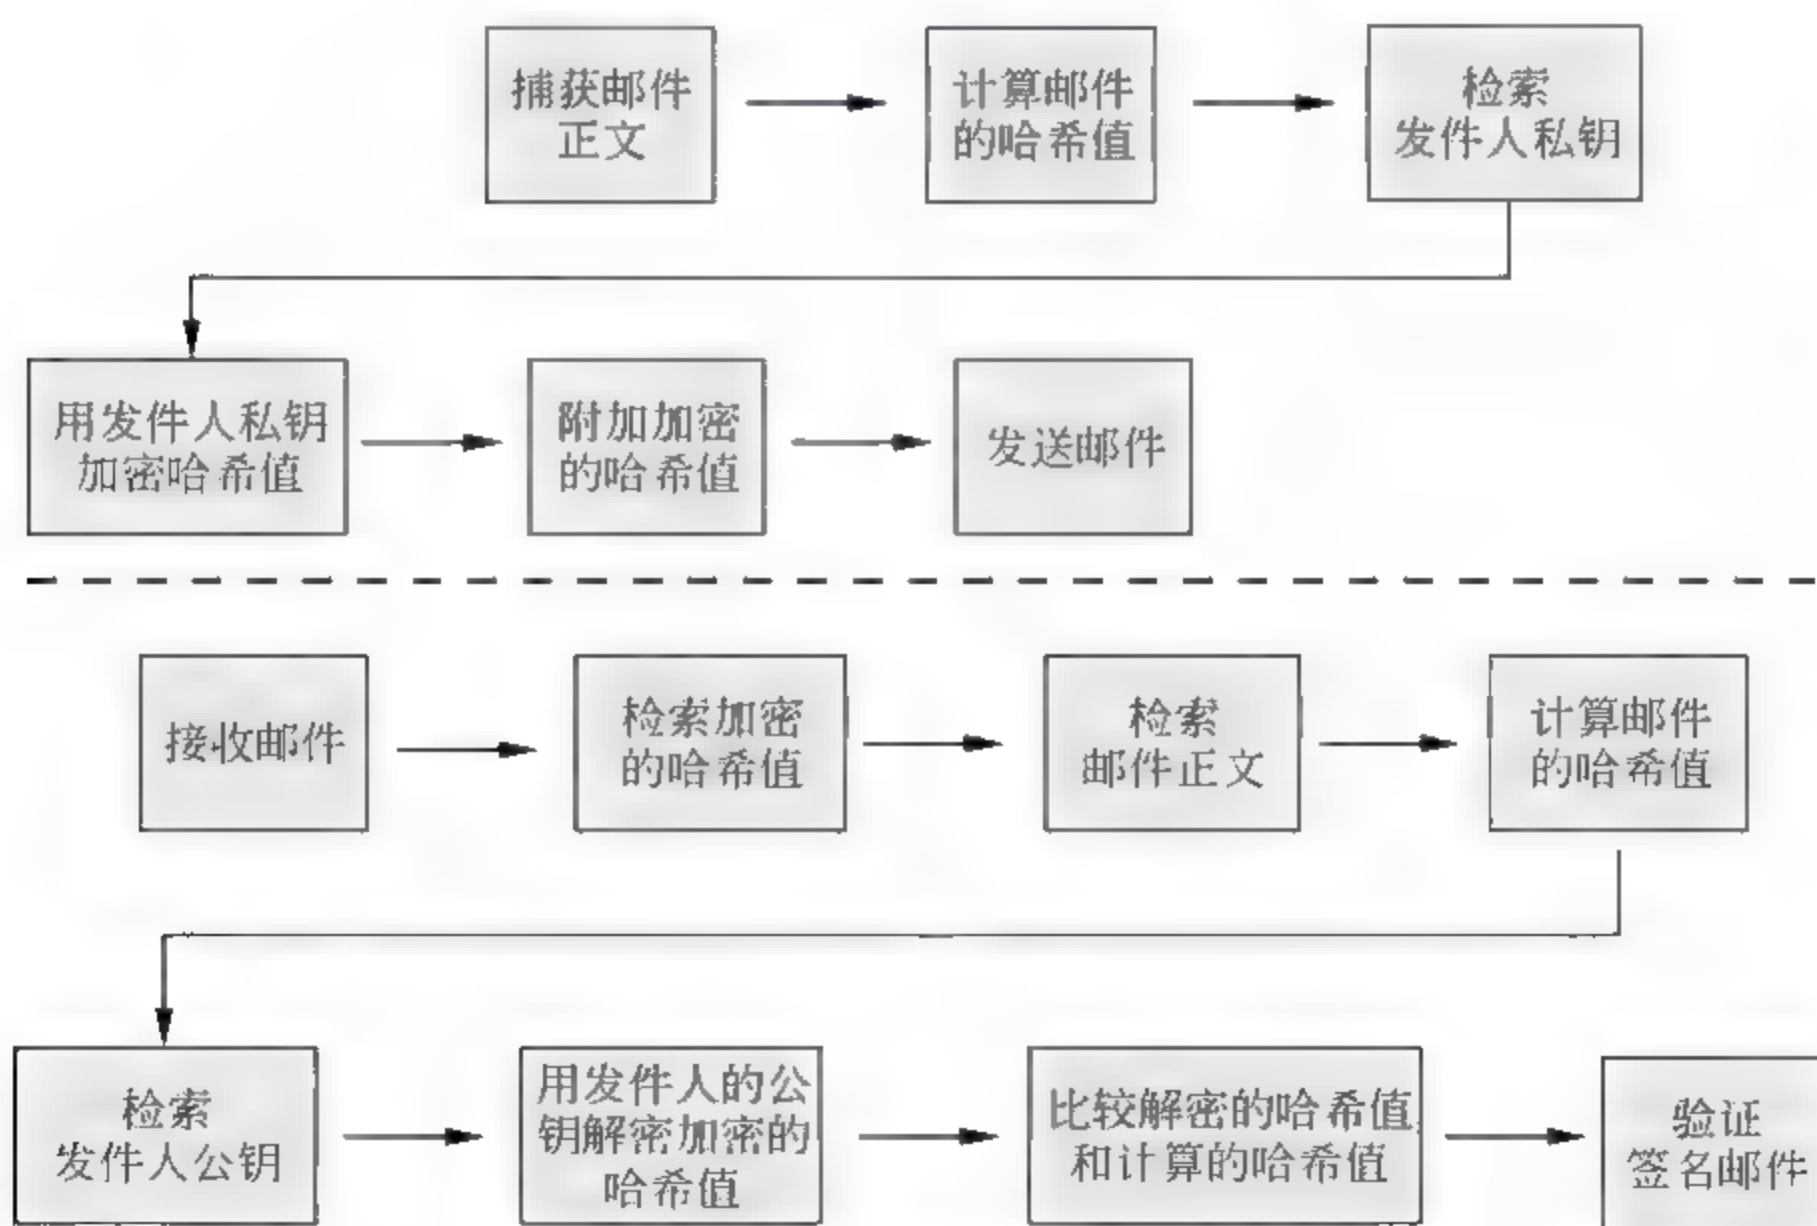 捕获邮件
正文
计算邮件
的哈希值
检索
发件人私钥
用发件人私钥
加密哈希值
附加加密
的哈希值
发送邮件
接收邮件
检索加密
的哈希值
检索
邮件正文
计算邮件
的哈希值
检索
发件人公钥
用发件人的公
钥解密加密的
哈希值
比较解密的哈希值
和计算的哈希值
验证
签名邮件